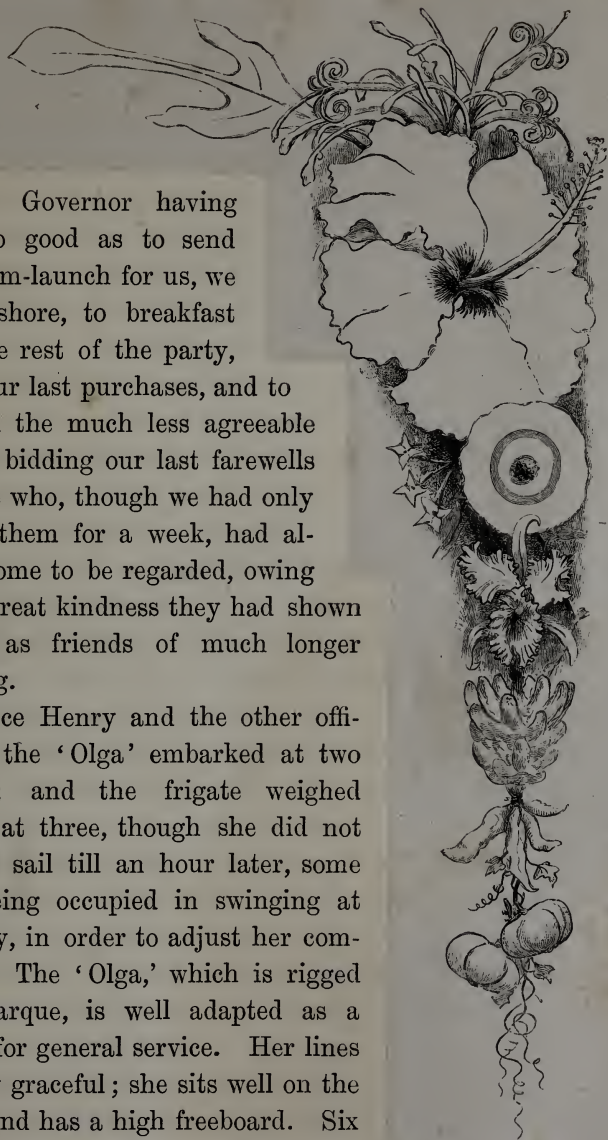 Governor having
good as to send
m-launch for us, we
shore, to breakfast
rest of the party,
last purchases, and to
the much less agreeable
bidding our last farewells
who, though we had only
them for a week, had al-
ome to be regarded, owing
reat kindness they had shown
as friends of much longer
g.
ce Henry and the other offi-
the ‘Olga’ embarked at two
and the frigate weighed
at three, though she did not
sail till an hour later, some
eing occupied in swinging at
y, in order to adjust her com-
The ‘Olga,’ which is rigged
arque, is well adapted as a
for general service. Her lines
graceful; she sits well on the
nd has a high freeboard. Six